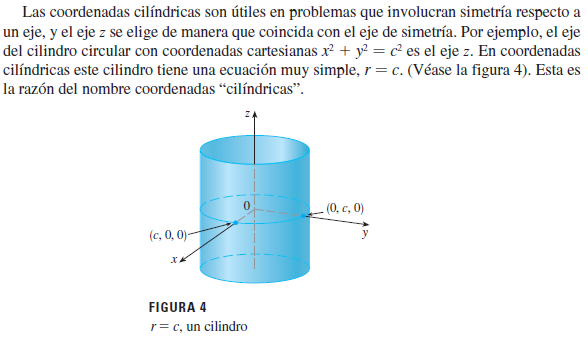 Las coordenadas cilíndricas son útiles en problemas que involucran simetría respecto a
un eje, y el eje z se elige de manera que coincida con el eje de simetría. Por ejemplo, el eje
del cilindro circular con coordenadas cartesianas x² + y² = c² es el eje z. En coordenadas
cilíndricas este cilindro tiene una ecuación muy simple, r = c. (Véase la figura 4). Esta es
la razón del nombre coordenadas “cilíndricas”.
z
0
(0, c, 0)
(c, 0, 0)
y
x
FIGURA 4
r = c, un cilindro